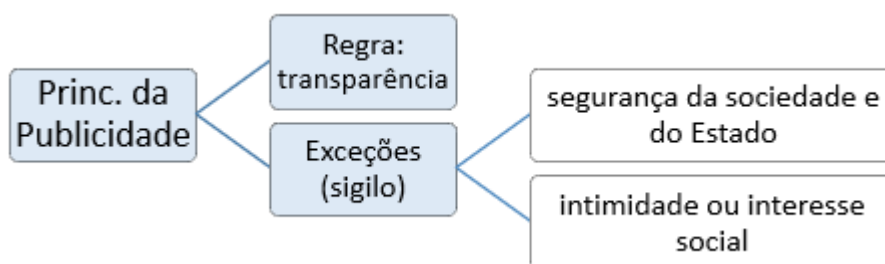 Princ. da
Publicidade
Regra:
transparência
Exceções
(sigilo)
segurança da sociedade e
do Estado
intimidade ou interesse
social